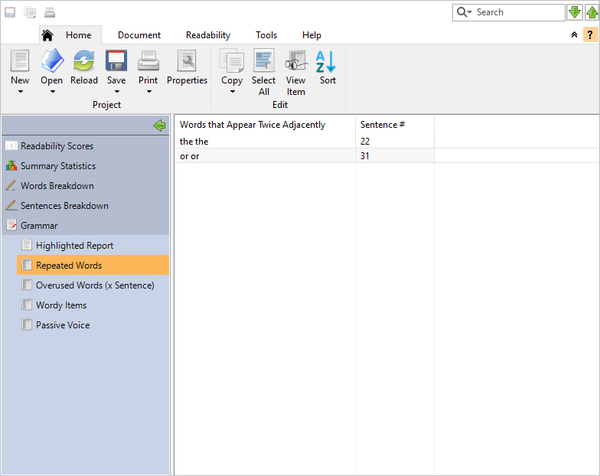 Search
?
Home Document Readability Tools Help
New Open Reload Save Print Properties Copy Select All View Item A Z Sort
Project Edit
Words that Appear Twice Adjacently Sentence #
the the 22
or or 31
Readability Scores
Summary Statistics
Words Breakdown
Sentences Breakdown
Grammar
Highlighted Report
Repeated Words
Overused Words (x Sentence)
Wordy Items
Passive Voice